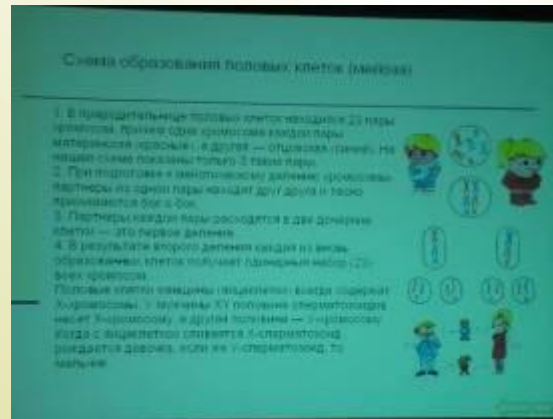 Схема образования половых клеток (мейоза)
1. В прародительнице половых клеток находился 23 пары
хромосом, причем одна хромосома каждой пары
материнская (красные), а другая — отцовская (синие). На
нашей схеме показаны только 3 такие пары.
2. При подготовке к мейотическому делению хромосомы-
партнеры из одной пары находят друг друга и тесно
прижимаются бок о бок.
3. Партнеры каждой пары расходятся в две дочерние
клетки — это первое деление.
4. В результате второго деления каждая из вновь
образованных клеток получает одинарный набор (23)
всех хромосом.
Половые клетки женщины (яйцеклетки) всегда содержат
X-хромосомы. У мужчины XY половина сперматозоидов
несет X-хромосому, а другая половина — Y-хромосому.
Когда с яйцеклеткой сливается X-сперматозоид,
рождается девочка, если же Y-сперматозоид, то
мальчик.